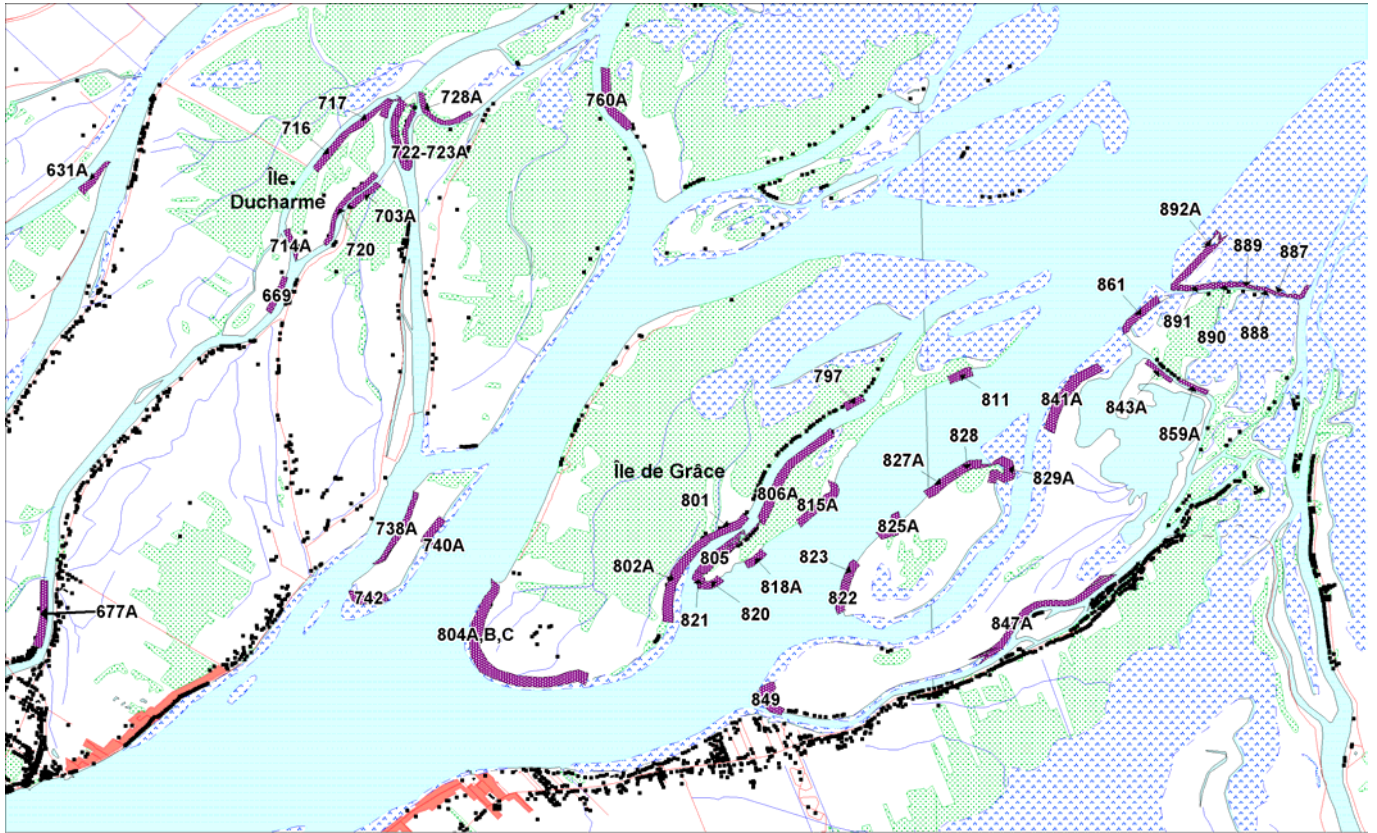 717
728A
760A
716
722-723A
631A
Île
Ducharme
703A
714A
720
669
892A
889
887
861
891
890
888
797
811
841A
843A
859A
828
827A
829A
Île de Grâce
801
806A
815A
825A
738A
740A
802A
805
823
818A
742
822
677A
821
820
804A,B,C
847A
849